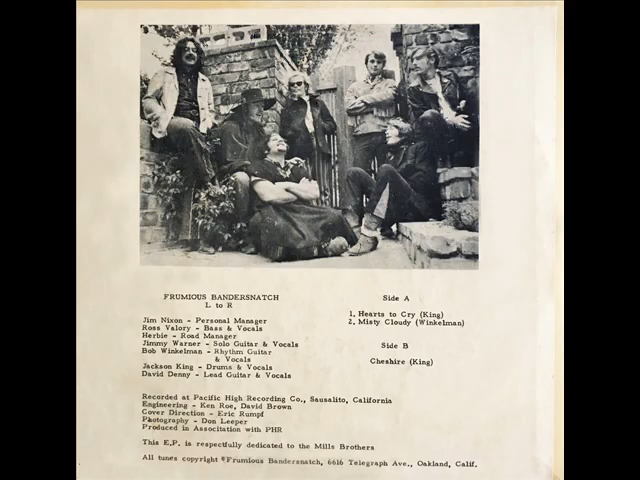 FRUMIOUS BANDERSNATCH
L to R
Jim Nixon - Personal Manager
Ross Valory - Bass & Vocals
Herbie - Road Manager
Jimmy Warner - Solo Guitar & Vocals
Bob Winkelman - Rhythm Guitar
& Vocals
Jackson King - Drums & Vocals
David Denny - Lead Guitar & Vocals
Side A
1. Hearts to Cry (King)
2. Misty Cloudy (Winkelman)
Side B
Cheshire (King)
Recorded at Pacific High Recording Co., Sausalito, California
Engineering - Ken Roe, David Brown
Cover Direction - Eric Rumpf
Photography - Don Leeper
Produced in Association with PHR
This E.P. is respectfully dedicated to the Mills Brothers
All tunes copyright ©Frumious Bandersnatch, 6616 Telegraph Ave., Oakland, Calif.